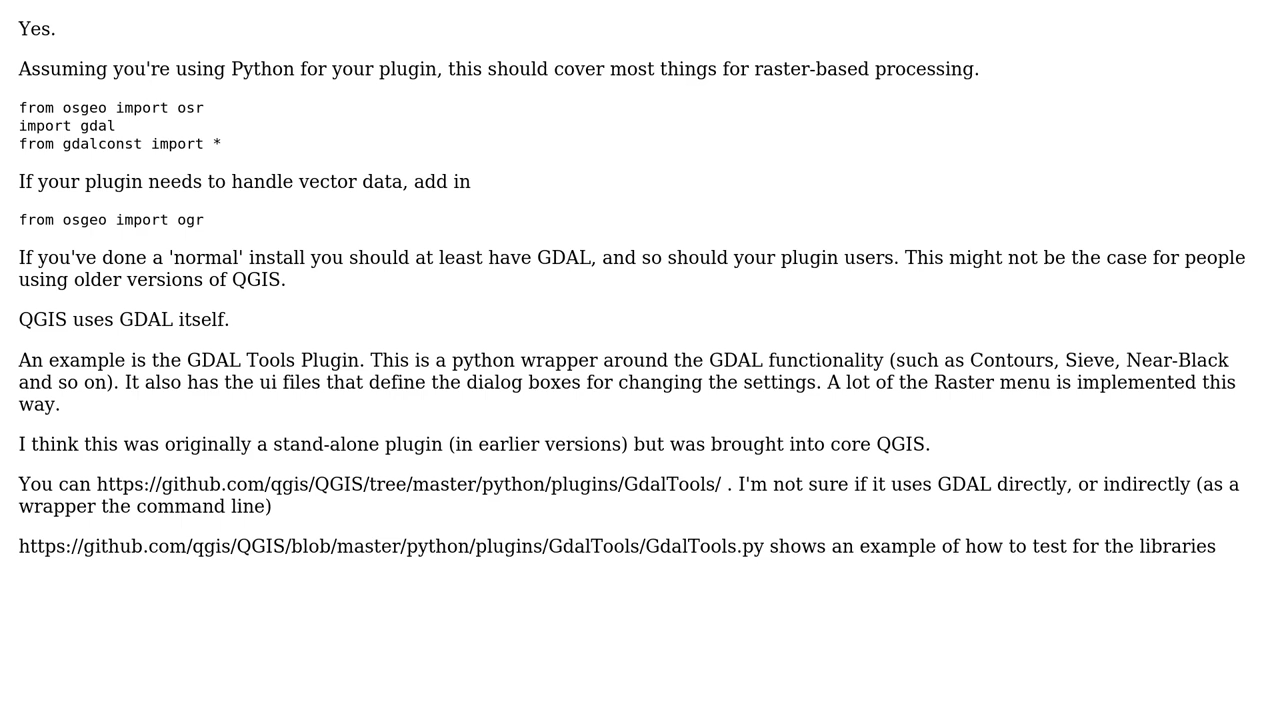 Yes.
Assuming you're using Python for your plugin, this should cover most things for raster-based processing.
from osgeo import osr
import gdal
from gdalconst import *
If your plugin needs to handle vector data, add in
from osgeo import ogr
If you've done a 'normal' install you should at least have GDAL, and so should your plugin users. This might not be the case for people
using older versions of QGIS.
QGIS uses GDAL itself.
An example is the GDAL Tools Plugin. This is a python wrapper around the GDAL functionality (such as Contours, Sieve, Near-Black
and so on). It also has the ui files that define the dialog boxes for changing the settings. A lot of the Raster menu is implemented this
way.
I think this was originally a stand-alone plugin (in earlier versions) but was brought into core QGIS.
You can https://github.com/qgis/QGIS/tree/master/python/plugins/GdalTools/ . I'm not sure if it uses GDAL directly, or indirectly (as a
wrapper the command line)
https://github.com/qgis/QGIS/blob/master/python/plugins/GdalTools/GdalTools.py shows an example of how to test for the libraries